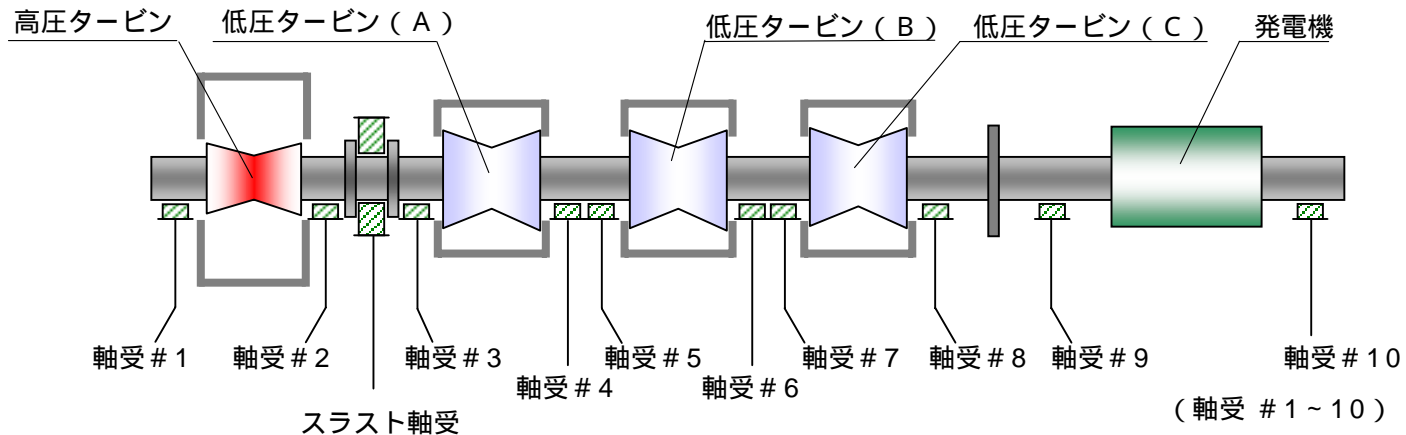 高圧タービン
低圧タービン(A)
低圧タービン(B)
低圧タービン(C)
発電機
軸受#1
軸受#2
軸受#3
軸受#4
軸受#5
軸受#6
軸受#7
軸受#8
軸受#9
軸受#10
スラスト軸受
(軸受 #1~10)